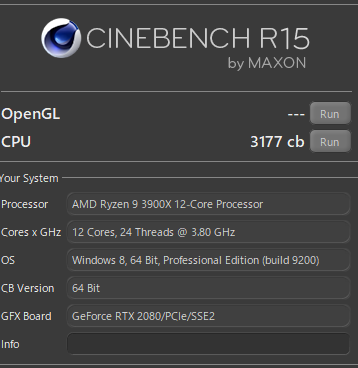 CINEBENCH R15
by MAXON
OpenGL --- Run
CPU 3177 cb Run
Your System
Processor AMD Ryzen 9 3900X 12-Core Processor
Cores x GHz 12 Cores, 24 Threads @ 3.80 GHz
OS Windows 8, 64 Bit, Professional Edition (build 9200)
CB Version 64 Bit
GFX Board GeForce RTX 2080/PCIe/SSE2
Info